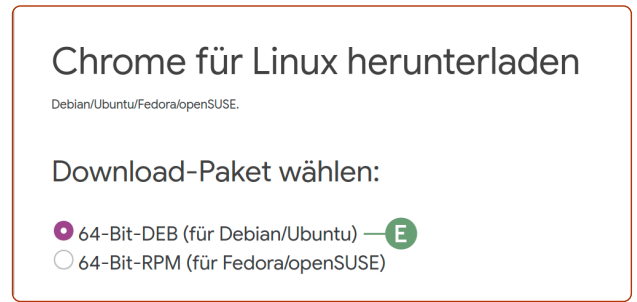 Chrome für Linux herunterladen
Debian/Ubuntu/Fedora/openSUSE.
Download-Paket wählen:
64-Bit-DEB (für Debian/Ubuntu) E
64-Bit-RPM (für Fedora/openSUSE)